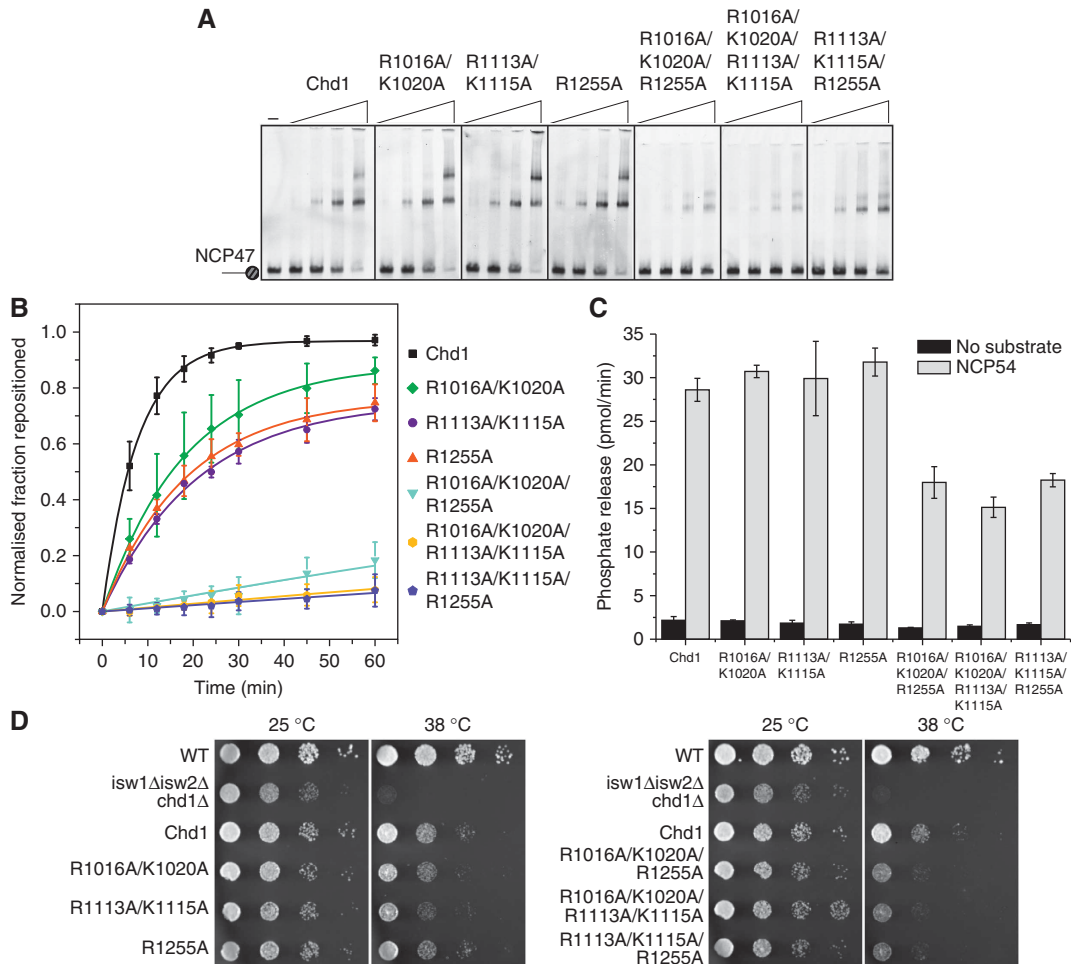 A
Chd1
R1016A/
K1020A
R1113A/
K1115A
R1255A
R1016A/
K1020A/
R1255A
R1016A/
K1020A/
R1113A/
K1115A
R1113A/
K1115A/
R1255A
–
NCP47
B
Normalised fraction repositioned
1.0
0.8
0.6
0.4
0.2
0.0
0 10 20 30 40 50 60
Time (min)
Chd1
R1016A/K1020A
R1113A/K1115A
R1255A
R1016A/K1020A/
R1255A
R1016A/K1020A/
R1113A/K1115A
R1113A/K1115A/
R1255A
C
Phosphate release (pmol/min)
35
30
25
20
15
10
5
0
No substrate
NCP54
Chd1
R1016A/
K1020A
R1113A/
K1115A
R1255A
R1016A/
K1020A/
R1255A
R1016A/
K1020A/
R1113A/
K1115A
R1113A/
K1115A/
R1255A
D
25 °C 38 °C
WT
isw1Δisw2Δ
chd1Δ
Chd1
R1016A/K1020A
R1113A/K1115A
R1255A
25 °C 38 °C
WT
isw1Δisw2Δ
chd1Δ
Chd1
R1016A/K1020A/
R1255A
R1016A/K1020A/
R1113A/K1115A
R1113A/K1115A/
R1255A